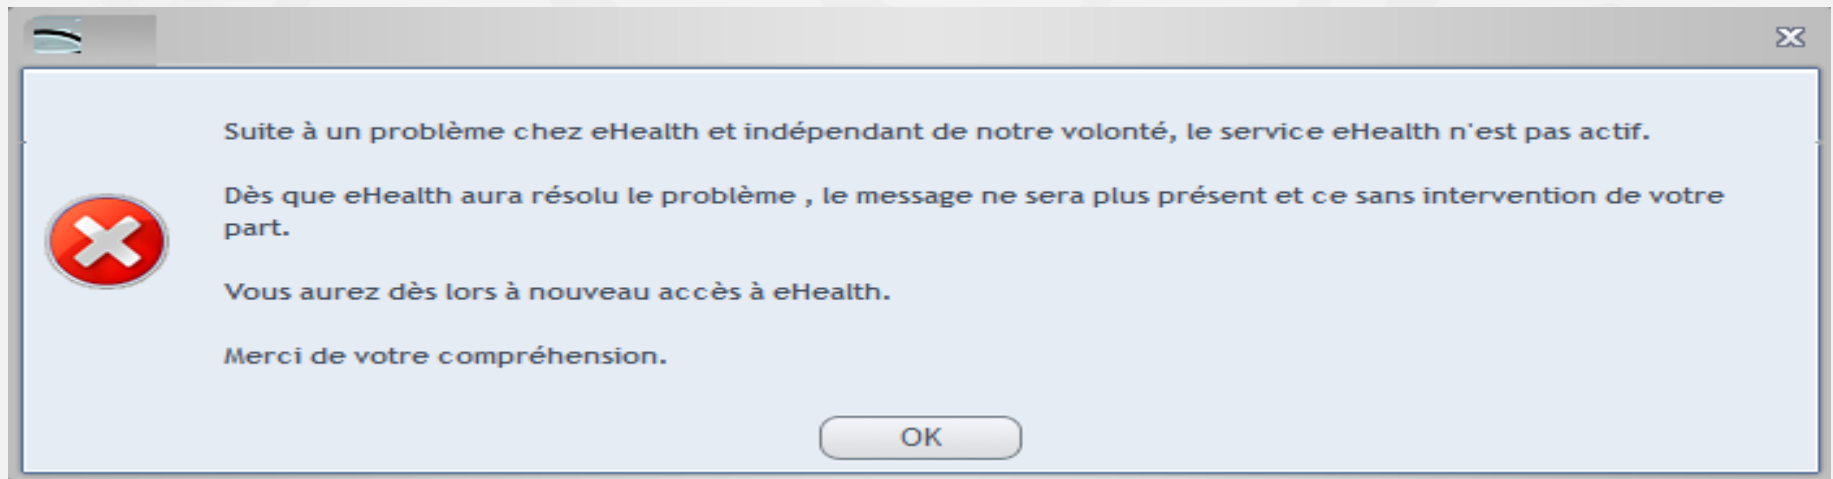 Suite à un problème chez eHealth et indépendant de notre volonté, le service eHealth n'est pas actif.
Dès que eHealth aura résolu le problème , le message ne sera plus présent et ce sans intervention de votre
part.
Vous aurez dès lors à nouveau accès à eHealth.
Merci de votre compréhension.
OK